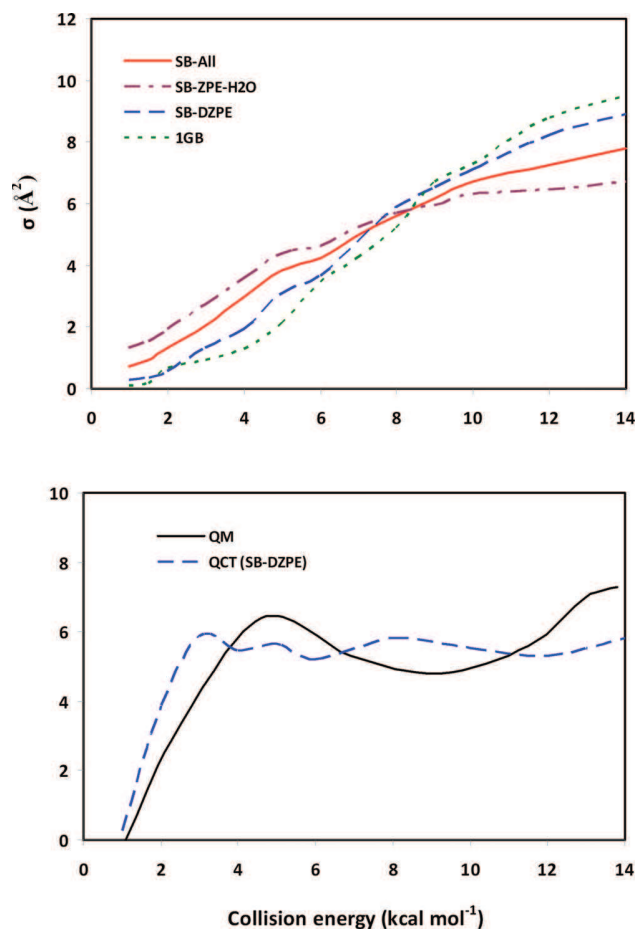 12
10
8
6
4
2
0
SB-All
SB-ZPE-H2O
SB-DZPE
1GB
σ (Å²)
0 2 4 6 8 10 12 14
10
8
6
4
2
0
QM
QCT (SB-DZPE)
0 2 4 6 8 10 12 14
Collision energy (kcal mol⁻¹)